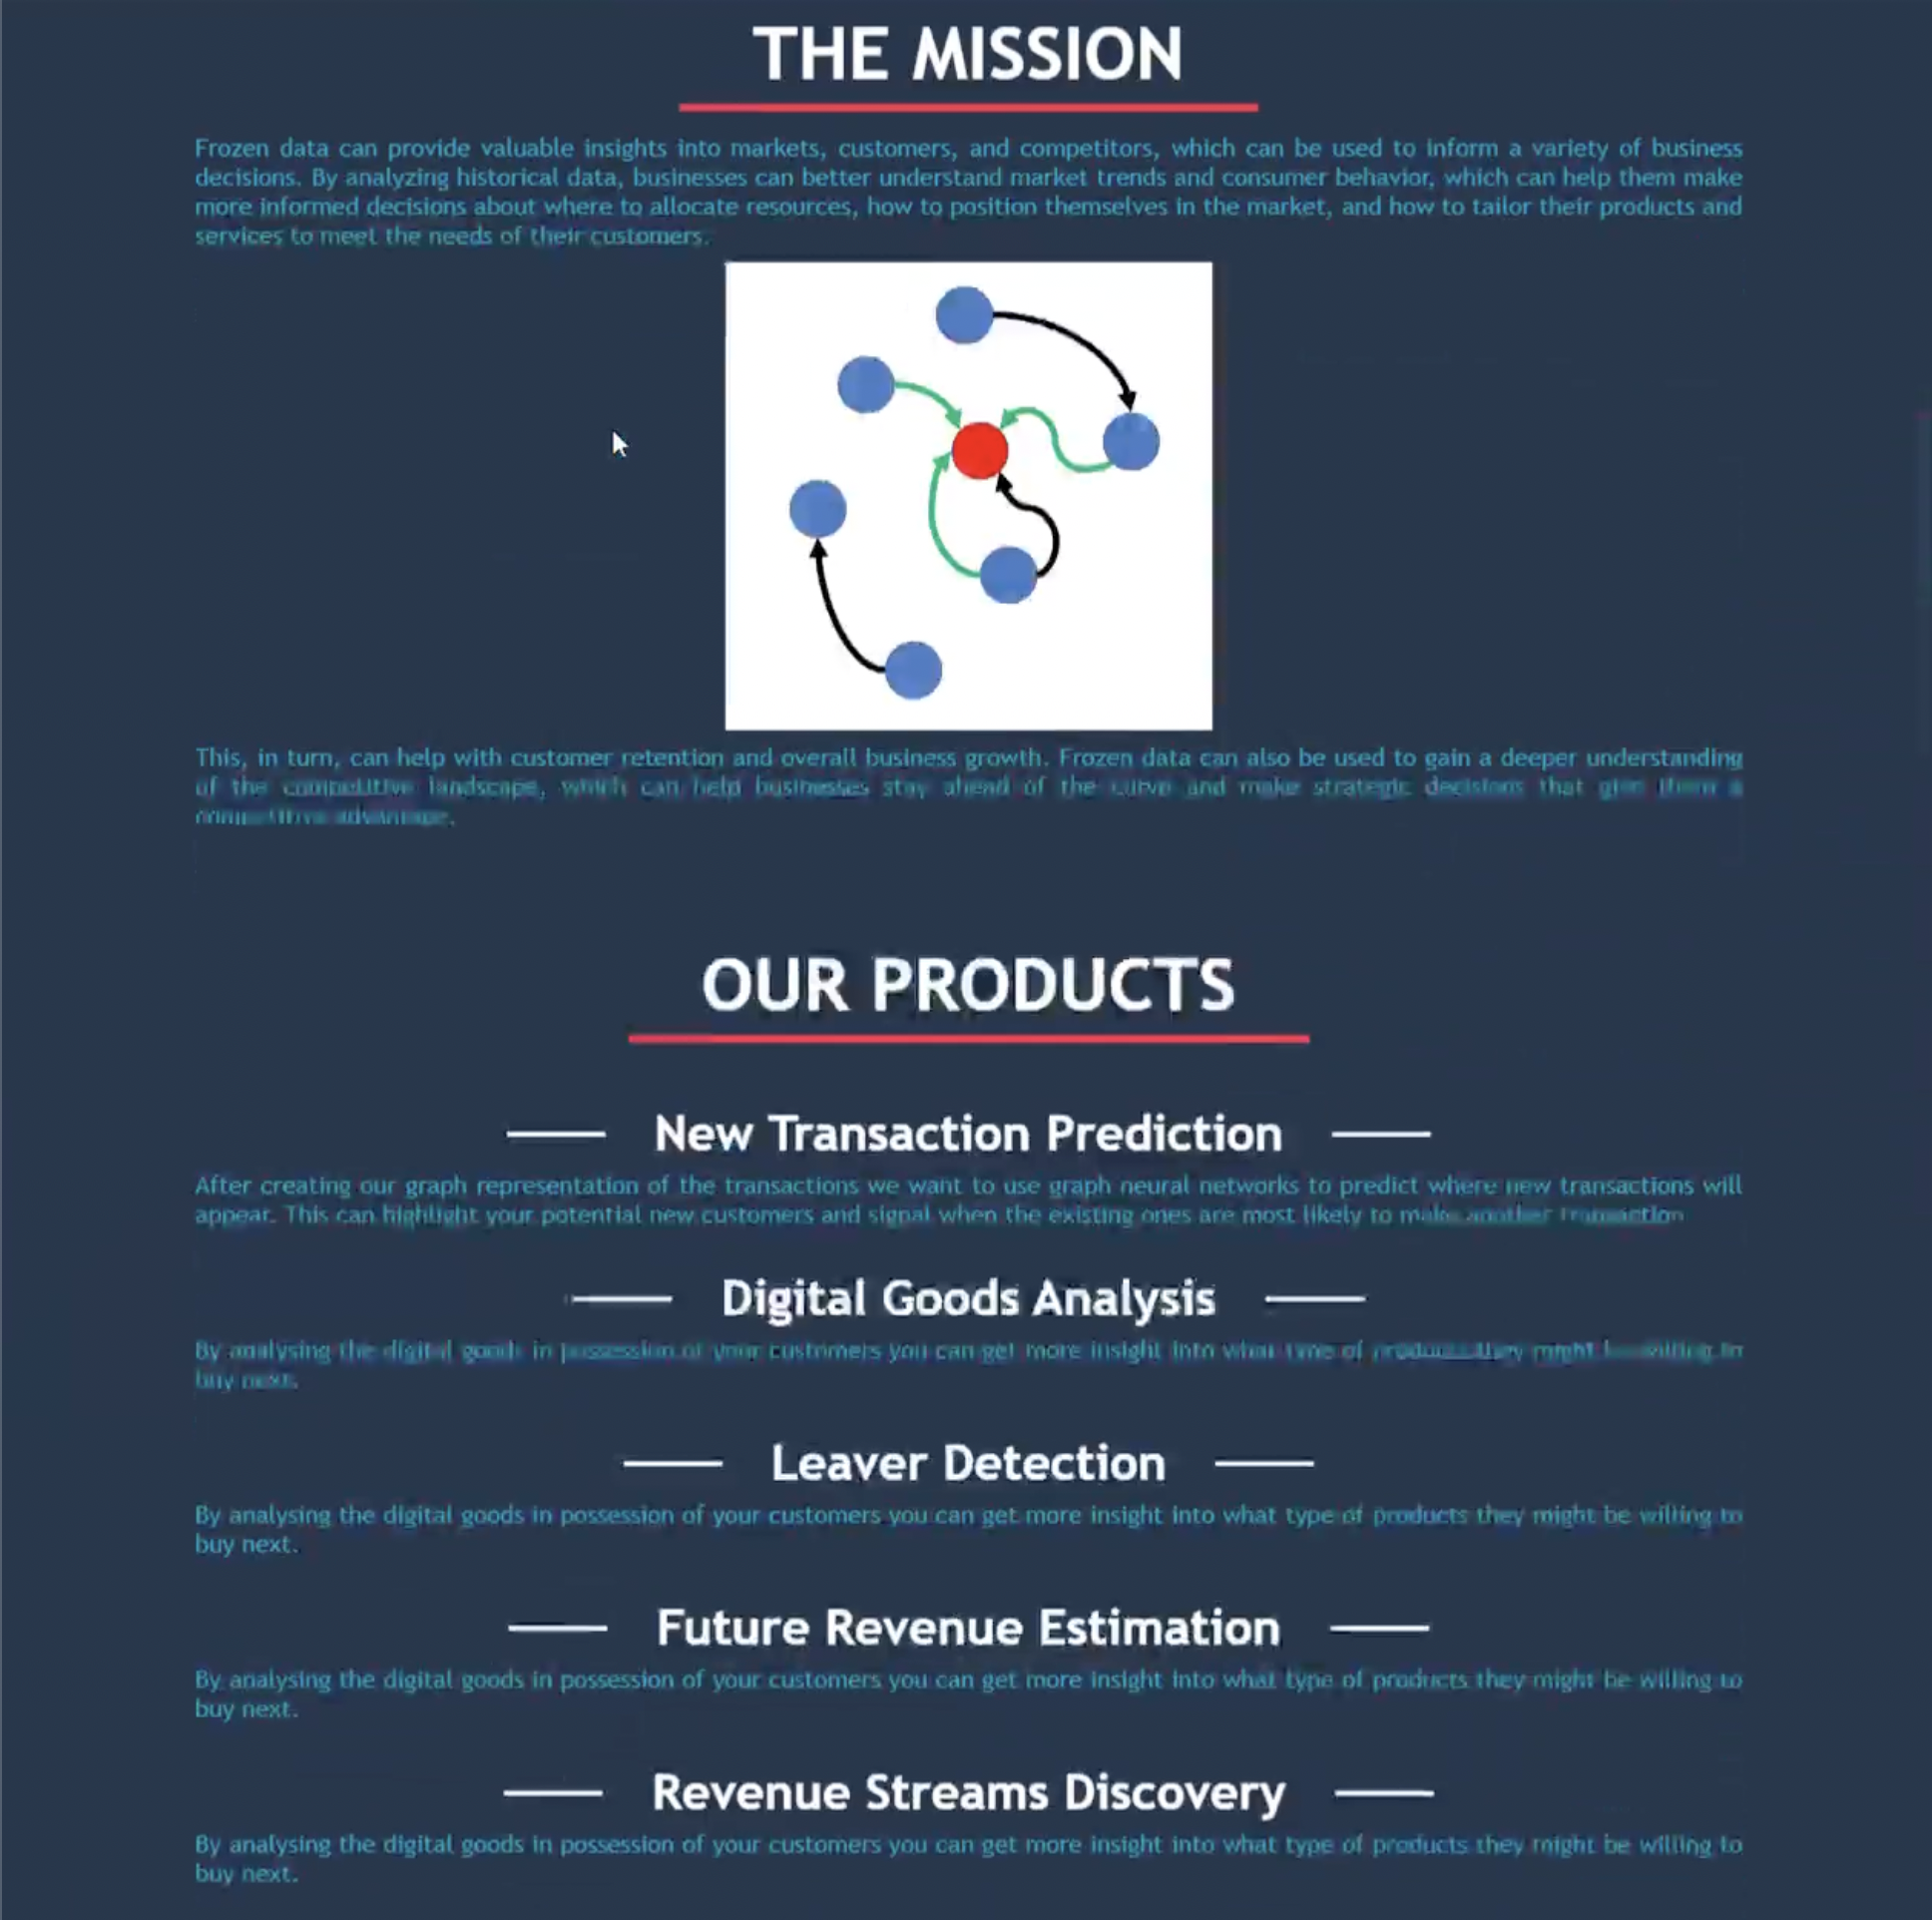 THE MISSION
Frozen data can provide valuable insights into markets, customers, and competitors, which can be used to inform a variety of business
decisions. By analyzing historical data, businesses can better understand market trends and consumer behavior, which can help them make
more informed decisions about where to allocate resources, how to position themselves in the market, and how to tailor their products and
services to meet the needs of their customers.
This, in turn, can help with customer retention and overall business growth. Frozen data can also be used to gain a deeper understanding
of the competitive landscape, which can help businesses stay ahead of the curve and make strategic decisions that give them a
competitive advantage.
OUR PRODUCTS
New Transaction Prediction
After creating our graph representation of the transactions we want to use graph neural networks to predict where new transactions will
appear. This can highlight your potential new customers and signal when the existing ones are most likely to make another transaction
Digital Goods Analysis
By analysing the digital goods in possession of your customers you can get more insight into what type of products they might be willing to
buy next.
Leaver Detection
By analysing the digital goods in possession of your customers you can get more insight into what type of products they might be willing to
buy next.
Future Revenue Estimation
By analysing the digital goods in possession of your customers you can get more insight into what type of products they might be willing to
buy next.
Revenue Streams Discovery
By analysing the digital goods in possession of your customers you can get more insight into what type of products they might be willing to
buy next.